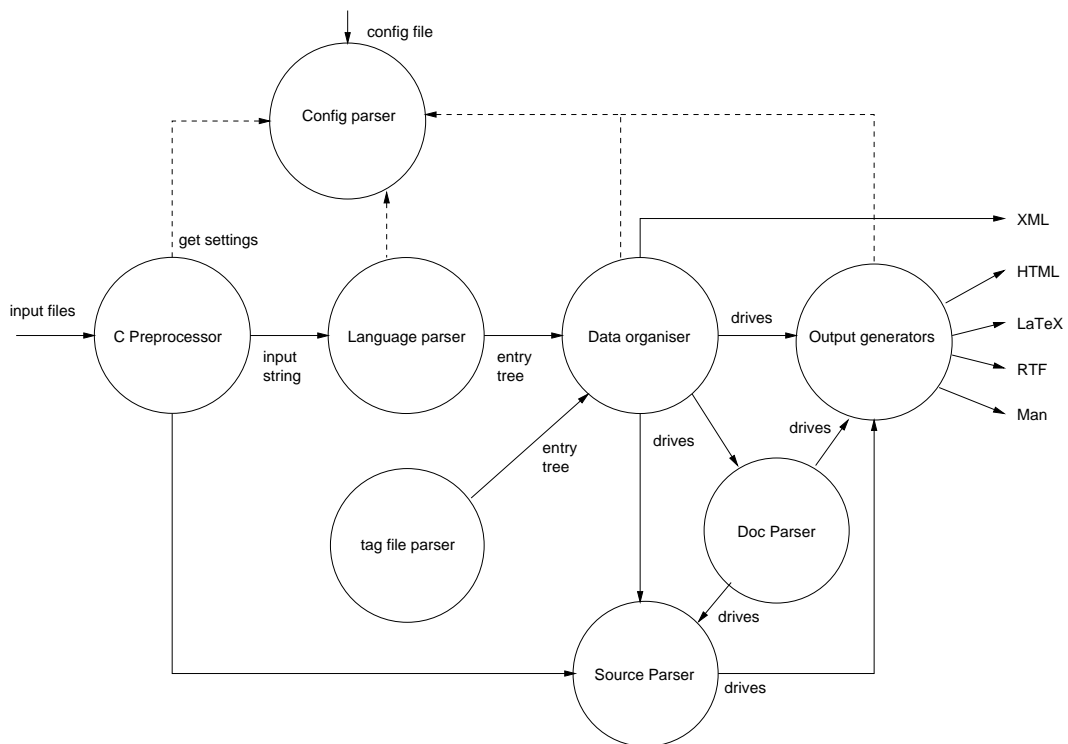 config file
Config parser
get settings
XML
HTML
input files
C Preprocessor
input
string
Language parser
entry
tree
Data organiser
drives
Output generators
LaTeX
RTF
Man
drives
drives
entry
tree
tag file parser
Doc Parser
drives
Source Parser
drives